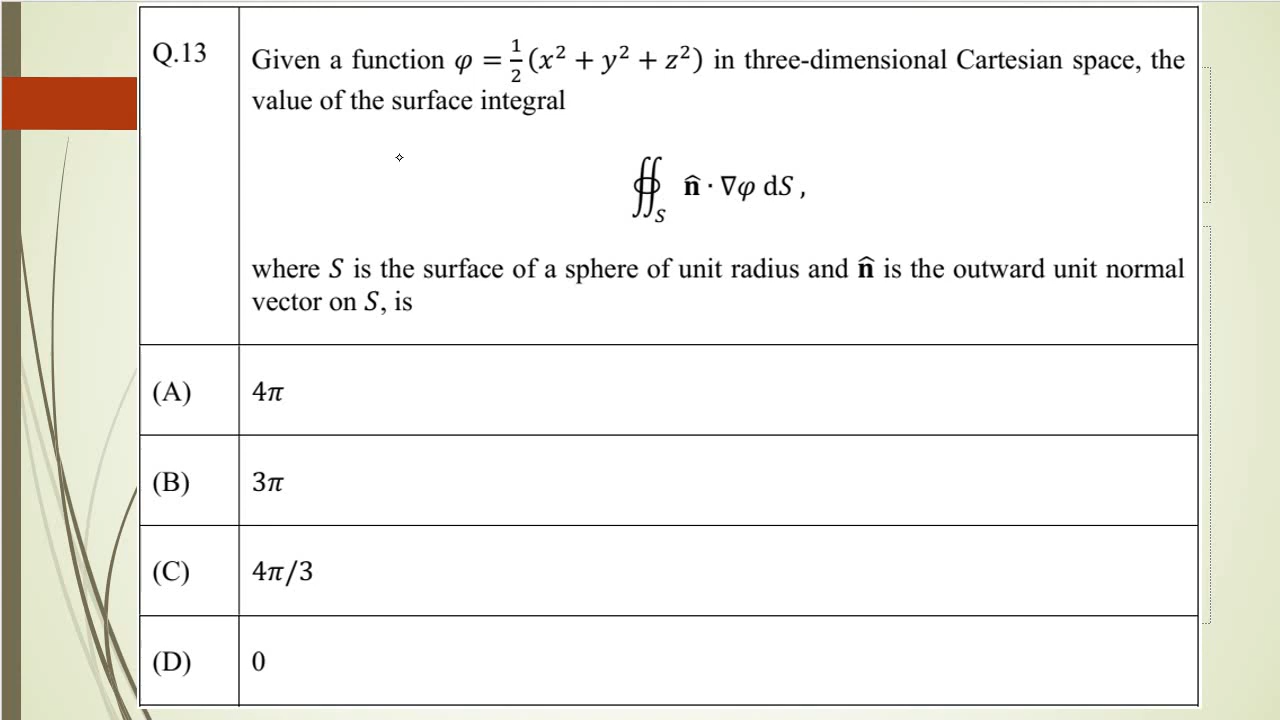 Q.13
Given a function φ = 1/2 (x² + y² + z²) in three-dimensional Cartesian space, the
value of the surface integral
∯_S n̂ · ∇φ dS ,
where S is the surface of a sphere of unit radius and n̂ is the outward unit normal
vector on S, is
(A) 4π
(B) 3π
(C) 4π/3
(D) 0